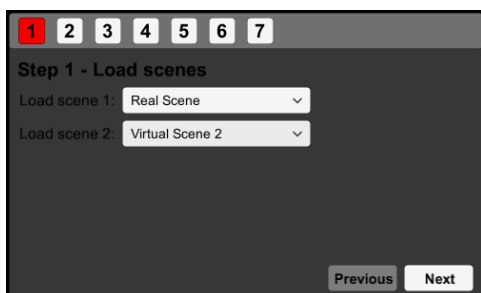 1 2 3 4 5 6 7
Step 1 - Load scenes
Load scene 1: Real Scene
Load scene 2: Virtual Scene 2
Previous Next